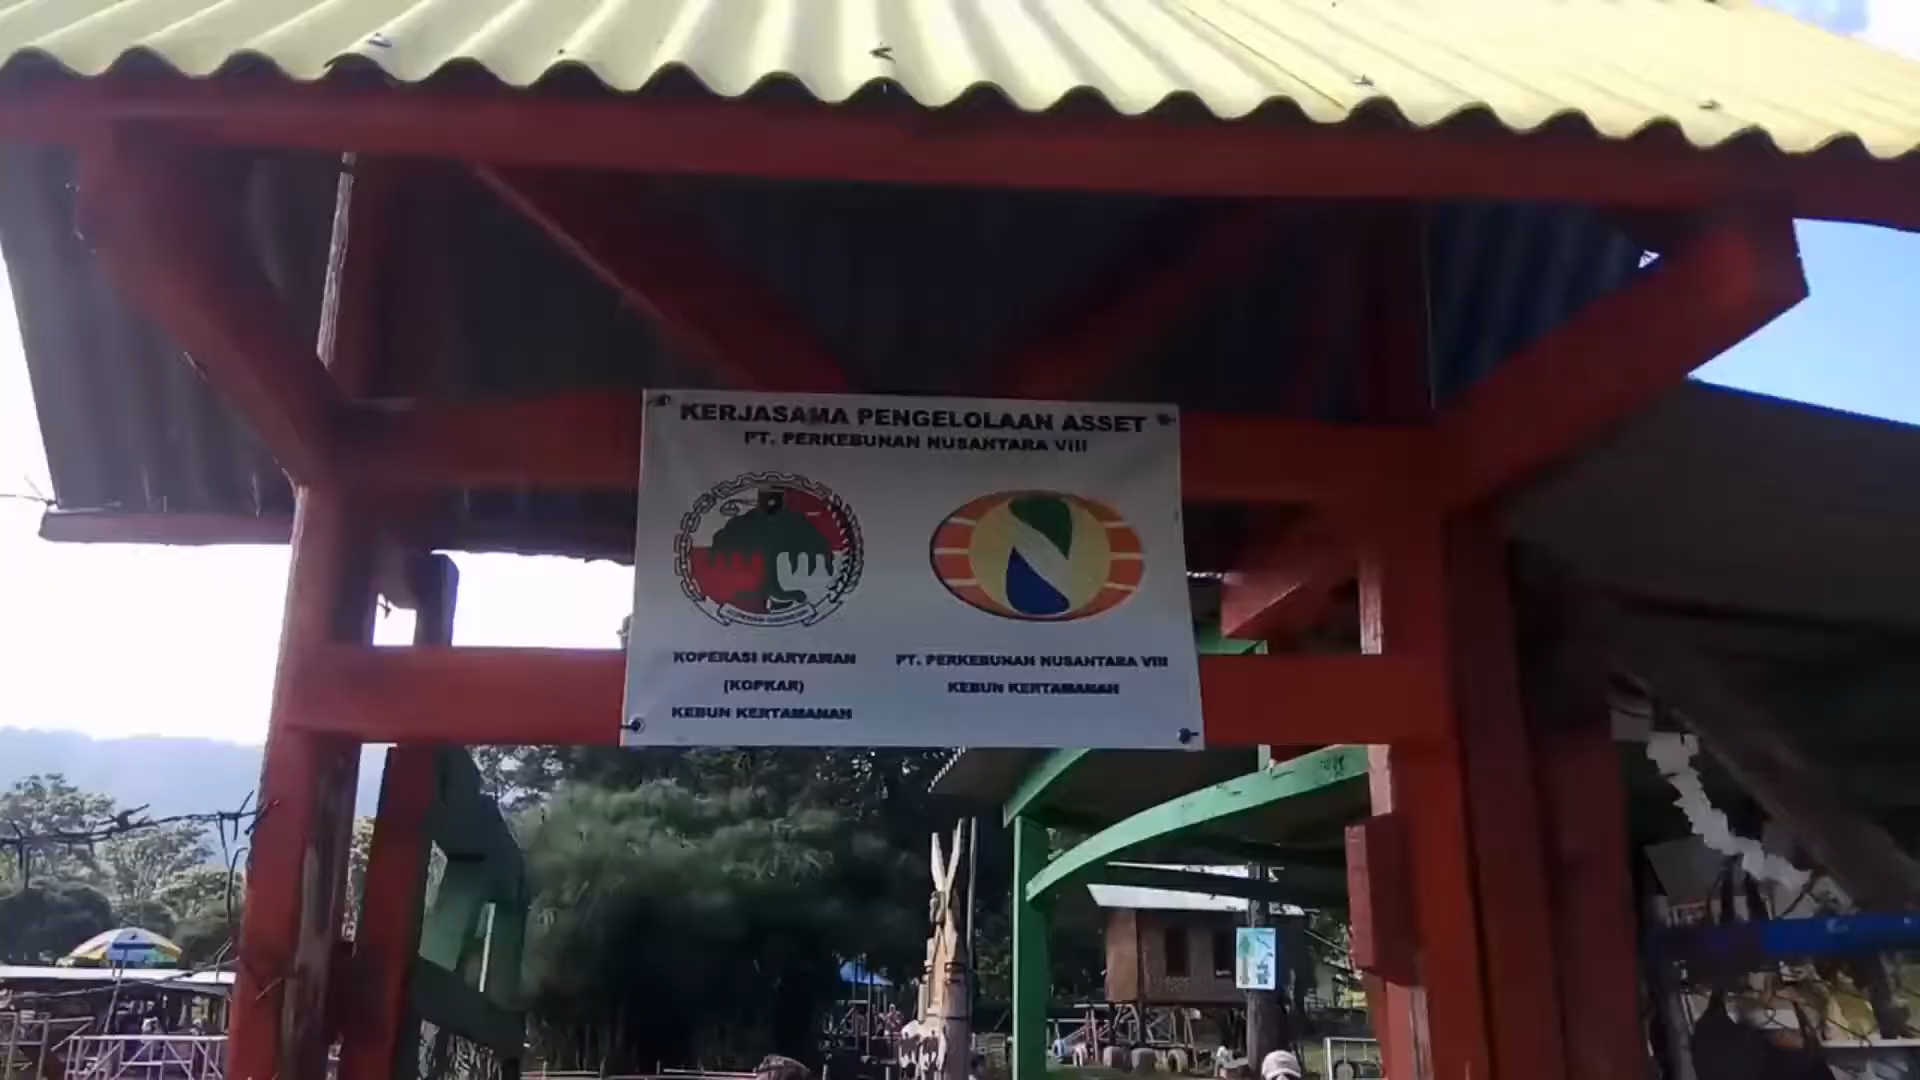 KERJASAMA PENGELOLAAN ASSET
PT. PERKEBUNAN NUSANTARA VIII
KOPERASI KARYAWAN
(KOPKAR)
KEBUN KERTAMANAH
PT. PERKEBUNAN NUSANTARA VIII
KEBUN KERTAMANAH